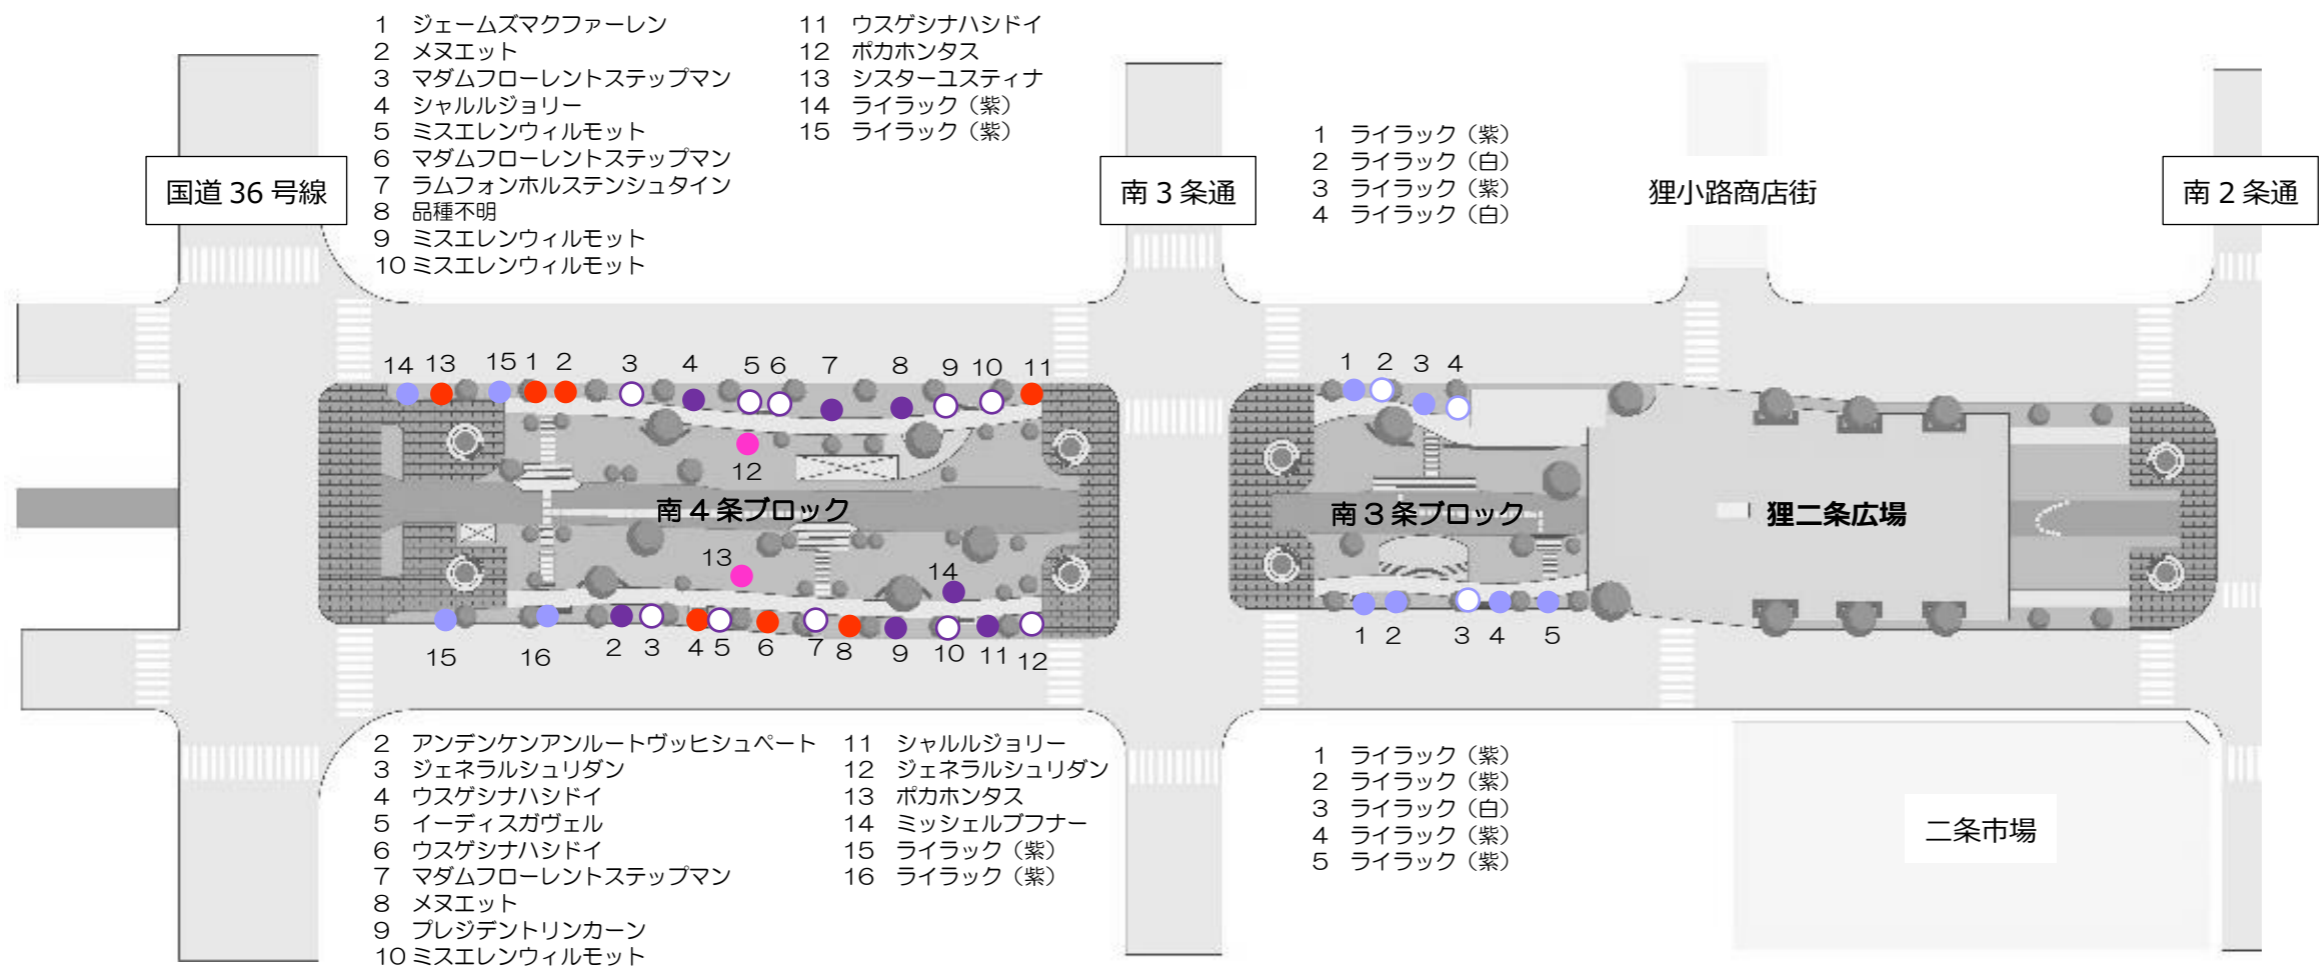 1 ジェームズマクファーレン
2 メヌエット
3 マダムフローレントステップマン
4 シャルルジョリー
5 ミスエレンウィルモット
6 マダムフローレントステップマン
7 ラムフォンホルステンシュタイン
8 品種不明
9 ミスエレンウィルモット
10 ミスエレンウィルモット
11 ウスゲシナハシドイ
12 ポカホンタス
13 シスターユスティナ
14 ライラック（紫）
15 ライラック（紫）
1 ライラック（紫）
2 ライラック（白）
3 ライラック（紫）
4 ライラック（白）
国道 36 号線
南 3 条通
狸小路商店街
南 2 条通
14 13 15 1 2 3 4 5 6 7 8 9 10 11
1 2 3 4
12
南 4 条ブロック
南 3 条ブロック
狸二条広場
13
14
15 16 2 3 4 5 6 7 8 9 10 11 12
1 2 3 4 5
2 アンデンケンアンルートヴッヒシュペート
3 ジェネラルシュリダン
4 ウスゲシナハシドイ
5 イーディスガヴェル
6 ウスゲシナハシドイ
7 マダムフローレントステップマン
8 メヌエット
9 プレジデントリンカーン
10 ミスエレンウィルモット
11 シャルルジョリー
12 ジェネラルシュリダン
13 ポカホンタス
14 ミッシェルブフナー
15 ライラック（紫）
16 ライラック（紫）
1 ライラック（紫）
2 ライラック（紫）
3 ライラック（白）
4 ライラック（紫）
5 ライラック（紫）
二条市場